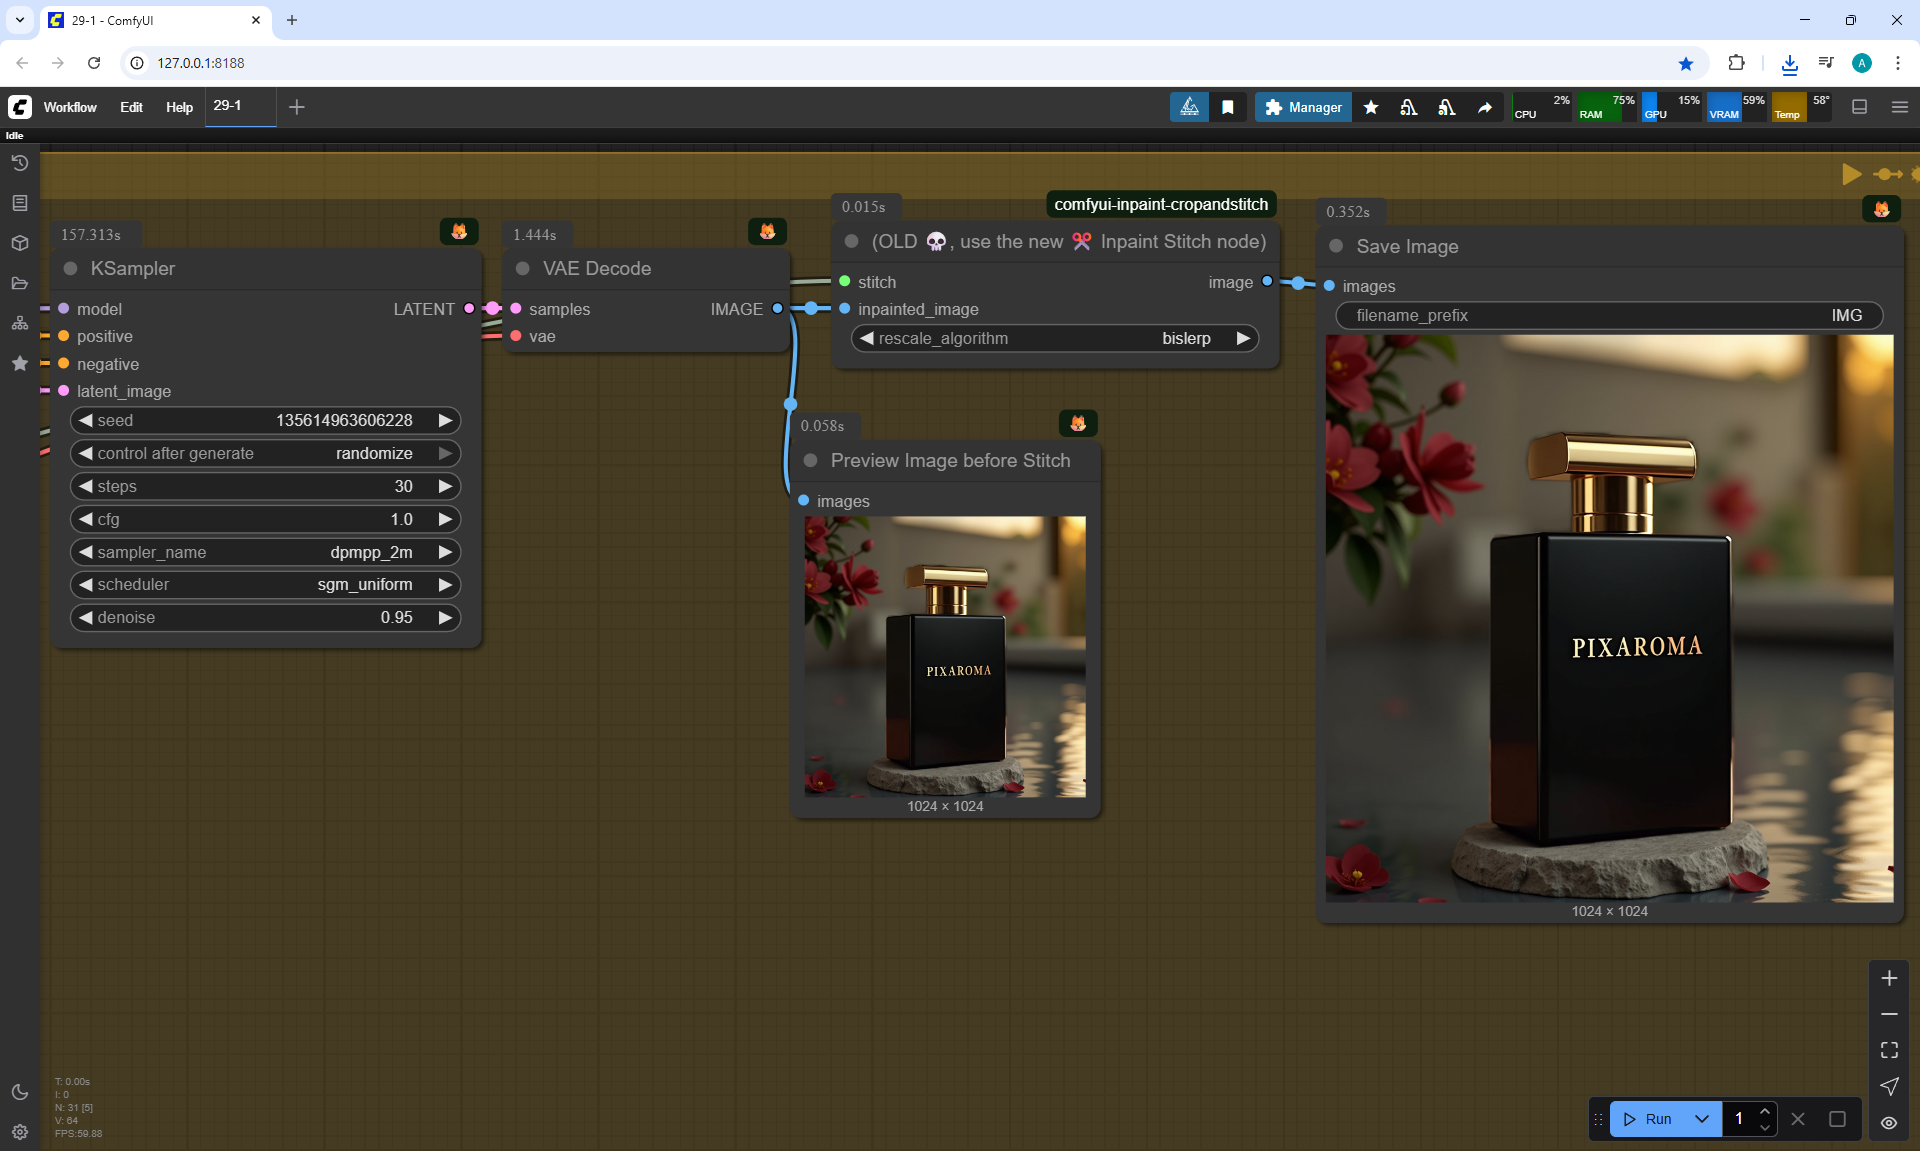 29-1 - ComfyUI
127.0.0.1:8188
Workflow Edit Help 29-1
Manager
CPU 2% RAM 75% GPU 15% VRAM 59% Temp 58°
Idle
157.313s
KSampler
model LATENT
positive
negative
latent_image
seed 135614963606228
control after generate randomize
steps 30
cfg 1.0
sampler_name dpmpp_2m
scheduler sgm_uniform
denoise 0.95
1.444s
VAE Decode
samples IMAGE
vae
0.015s
comfyui-inpaint-cropandstitch
(OLD 💀, use the new ✂️ Inpaint Stitch node)
stitch image
inpainted_image
rescale_algorithm bislerp
0.058s
Preview Image before Stitch
images
PIXAROMA
1024 × 1024
0.352s
Save Image
images
filename_prefix IMG
PIXAROMA
1024 × 1024
T: 0.00s
I: 0
N: 31 [5]
V: 64
FPS:59.88
Run 1
A